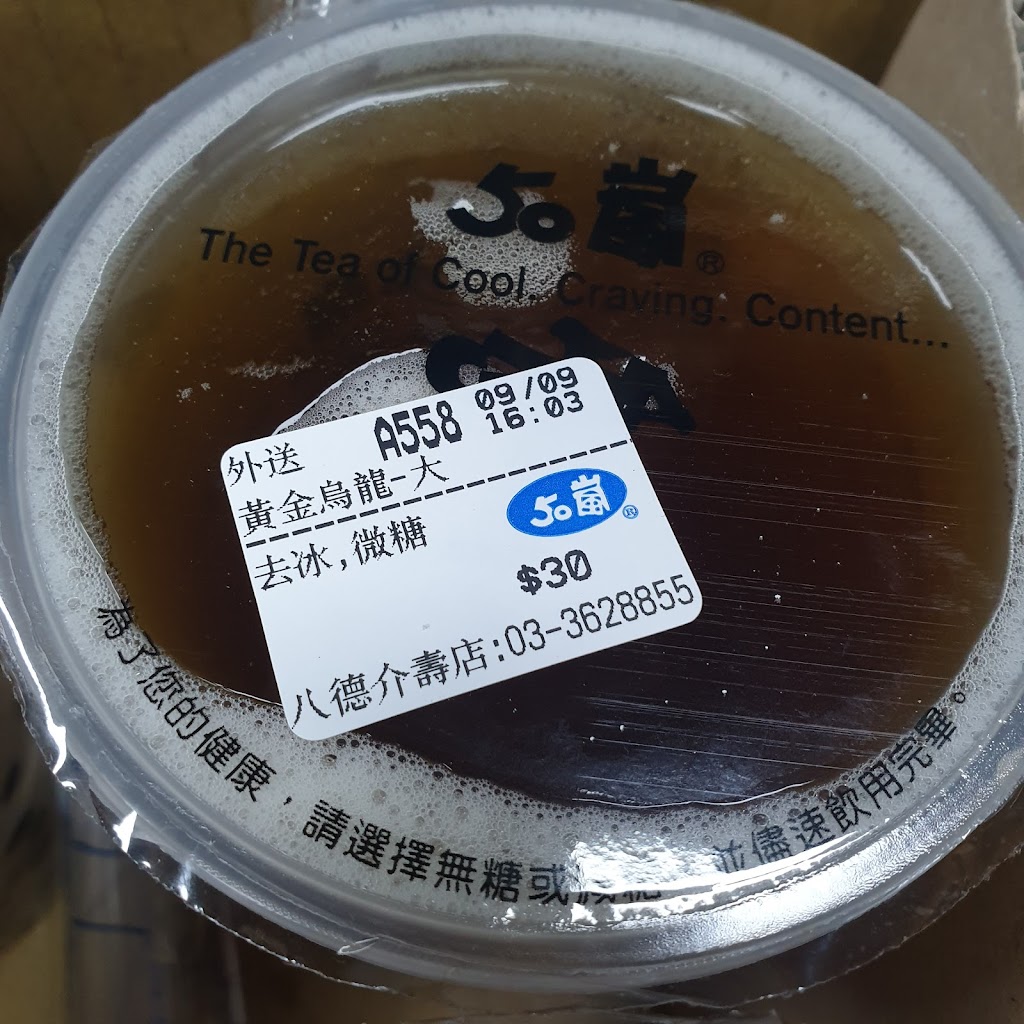 50嵐®
The Tea of Cool. Craving. Content...
外送 A558 09/09
16:03
黃金烏龍-大
去冰,微糖
50嵐®
$30
八德介壽店:03-3628855
為了您的健康，請選擇無糖或減糖 並儘速飲用完畢。